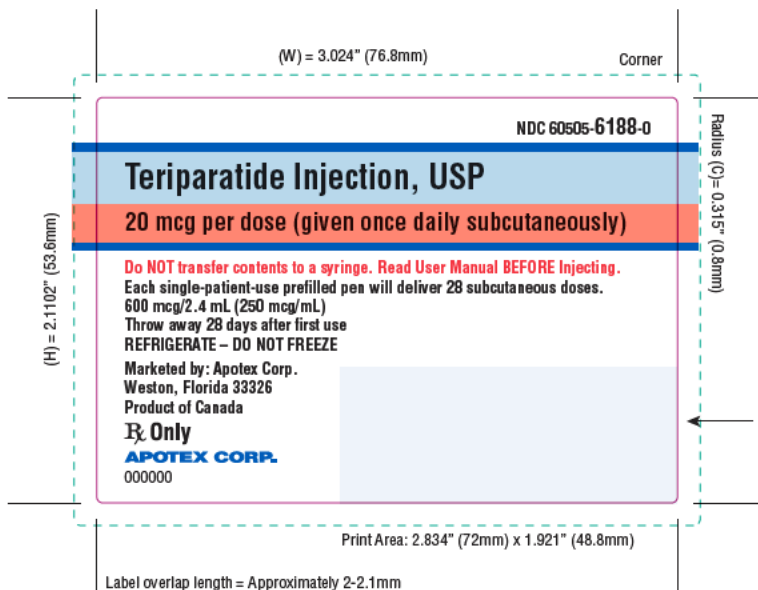 (W) = 3.024" (76.8mm)
Corner
Radius (C)= 0.315" (0.8mm)
NDC 60505-6188-0
Teriparatide Injection, USP
20 mcg per dose (given once daily subcutaneously)
(H) = 2.1102" (53.6mm)
Do NOT transfer contents to a syringe. Read User Manual BEFORE Injecting.
Each single-patient-use prefilled pen will deliver 28 subcutaneous doses.
600 mcg/2.4 mL (250 mcg/mL)
Throw away 28 days after first use
REFRIGERATE – DO NOT FREEZE
Marketed by: Apotex Corp.
Weston, Florida 33326
Product of Canada
℞ Only
APOTEX CORP.
000000
Print Area: 2.834" (72mm) x 1.921" (48.8mm)
Label overlap length = Approximately 2-2.1mm